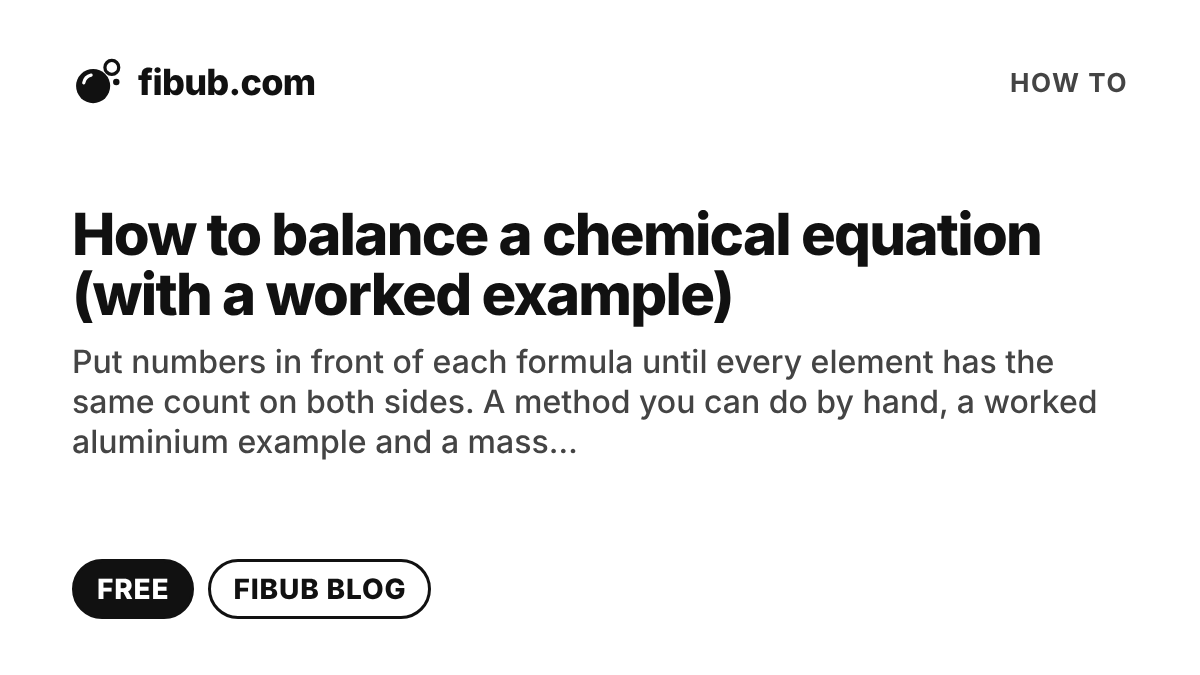 fibub.com
HOW TO
How to balance a chemical equation
(with a worked example)
Put numbers in front of each formula until every element has the
same count on both sides. A method you can do by hand, a worked
aluminium example and a mass…
FREE
FIBUB BLOG